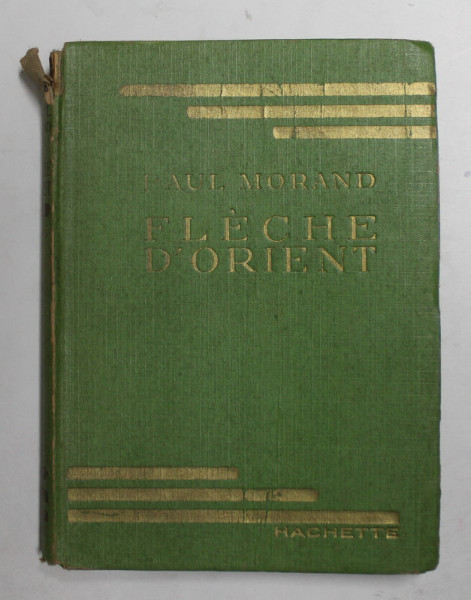 PAUL MORAND
FLÈCHE
D'ORIENT
HACHETTE